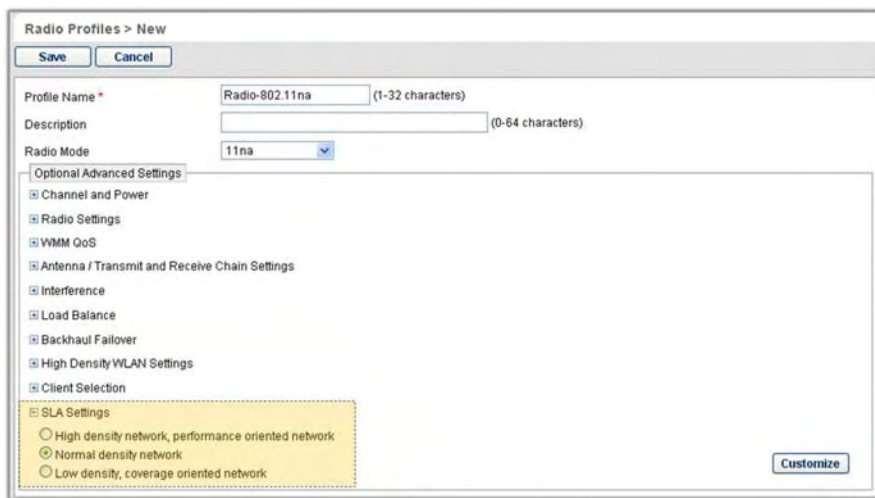 Radio Profiles > New
Save Cancel
Profile Name * Radio-802.11na (1-32 characters)
Description (0-64 characters)
Radio Mode 11na
Optional Advanced Settings
Channel and Power
Radio Settings
WMM QoS
Antenna / Transmit and Receive Chain Settings
Interference
Load Balance
Backhaul Failover
High Density WLAN Settings
Client Selection
SLA Settings
High density network, performance oriented network
Normal density network
Low density, coverage oriented network
Customize